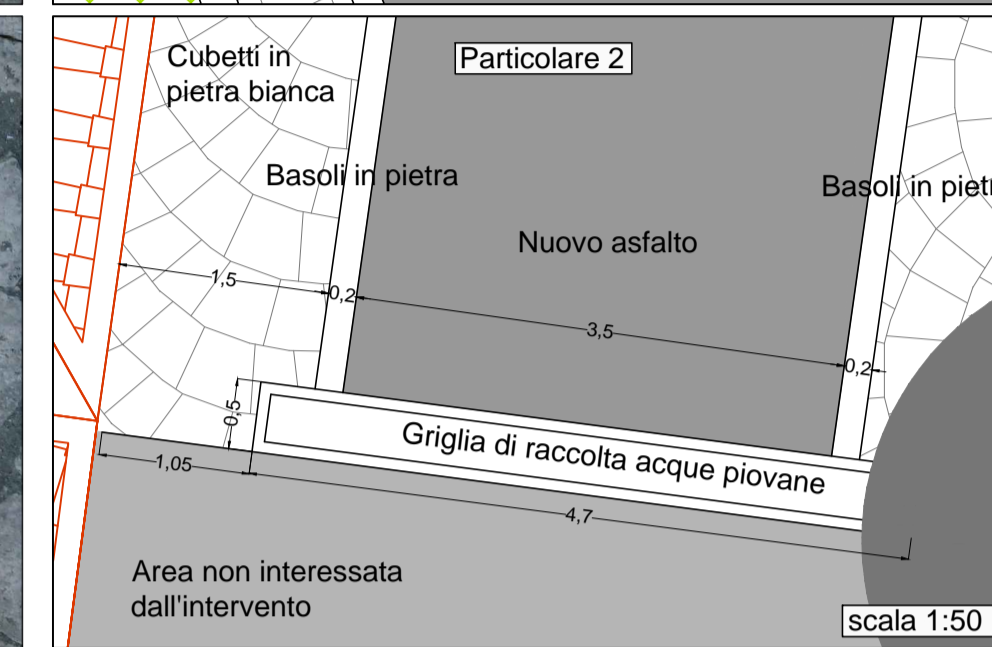 Cubetti in
pietra bianca
Particolare 2
Basoli in pietra
Basoli in
Nuovo asfalto
1,5
0,2
3,5
0,2
0,5
Griglia di raccolta acque piovane
1,05
4,7
Area non interessata
dall'intervento
scala 1:50